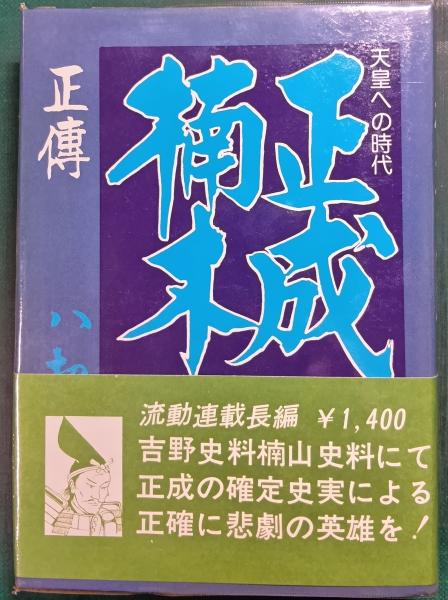 天皇への時代
正成
楠木
正傳
八切
流動連載長編 ￥1,400
吉野史料楠山史料にて
正成の確定史実による
正確に悲劇の英雄を！